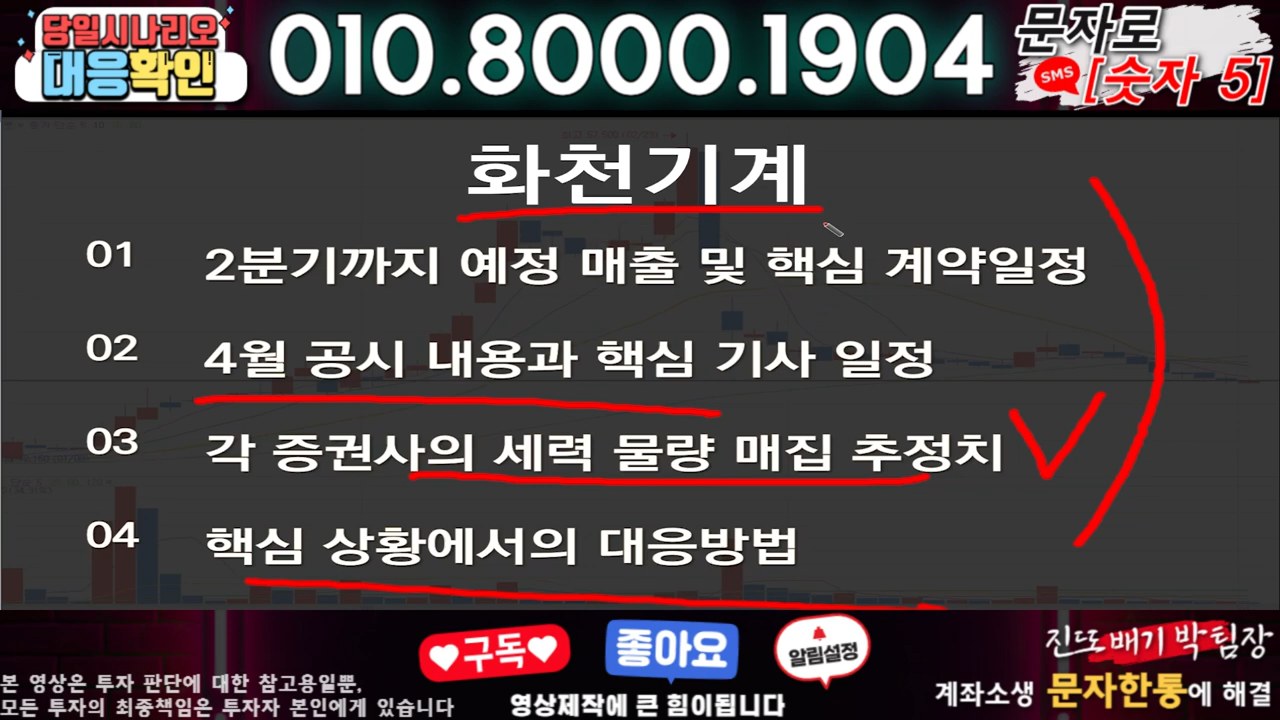 당일시나리오
대응확인
010.8000.1904
문자로
SMS [숫자 5]
화천기계
01 2분기까지 예정 매출 및 핵심 계약일정
02 4월 공시 내용과 핵심 기사 일정
03 각 증권사의 세력 물량 매집 추정치
04 핵심 상황에서의 대응방법
구독
좋아요
알림설정
영상제작에 큰 힘이됩니다
본 영상은 투자 판단에 대한 참고용일뿐,
모든 투자의 최종책임은 투자자 본인에게 있습니다
진또배기 박팀장
계좌소생 문자한통에 해결